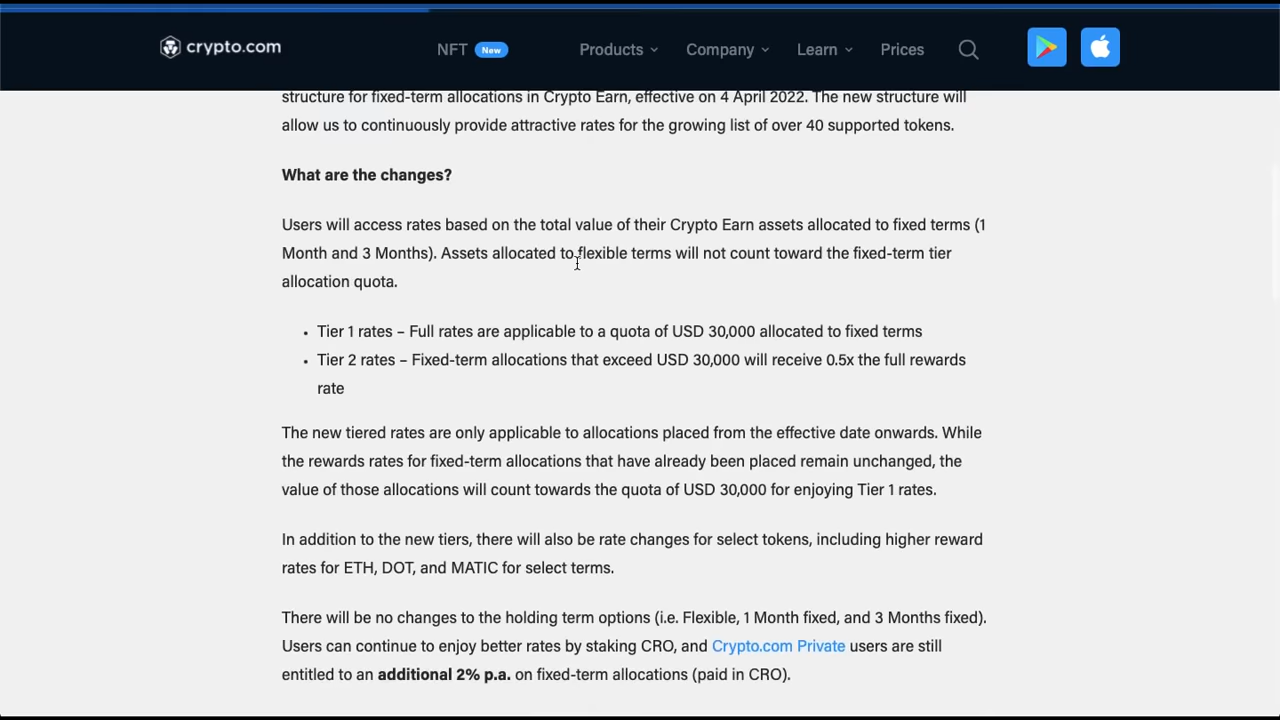 crypto.com
NFT New Products Company Learn Prices
structure for fixed-term allocations in Crypto Earn, effective on 4 April 2022. The new structure will
allow us to continuously provide attractive rates for the growing list of over 40 supported tokens.
What are the changes?
Users will access rates based on the total value of their Crypto Earn assets allocated to fixed terms (1
Month and 3 Months). Assets allocated to flexible terms will not count toward the fixed-term tier
allocation quota.
• Tier 1 rates – Full rates are applicable to a quota of USD 30,000 allocated to fixed terms
• Tier 2 rates – Fixed-term allocations that exceed USD 30,000 will receive 0.5x the full rewards
rate
The new tiered rates are only applicable to allocations placed from the effective date onwards. While
the rewards rates for fixed-term allocations that have already been placed remain unchanged, the
value of those allocations will count towards the quota of USD 30,000 for enjoying Tier 1 rates.
In addition to the new tiers, there will also be rate changes for select tokens, including higher reward
rates for ETH, DOT, and MATIC for select terms.
There will be no changes to the holding term options (i.e. Flexible, 1 Month fixed, and 3 Months fixed).
Users can continue to enjoy better rates by staking CRO, and Crypto.com Private users are still
entitled to an additional 2% p.a. on fixed-term allocations (paid in CRO).